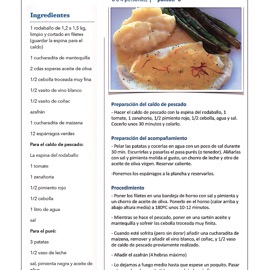 Ingredientes
1 rodaballo de 1,2 a 1,5 kg,
limpio y cortado en filetes
(guardar la espina para el
caldo)
1 cucharadita de mantequilla
2 cdas soperas aceite de oliva
1/2 cebolla troceada muy fina
1/2 vasito de vino blanco
1/2 vasito de coñac
azafrán
1 cucharadita de maizena
12 espárragos verdes
Para el caldo de pescado:
La espina del rodaballo
1 tomate
1 zanahoria
1/2 pimiento rojo
1/2 cebolla
1 litro de agua
sal
Para el puré:
3 patatas
1/2 vaso de leche
sal, pimienta negra y aceite de
Preparación del caldo de pescado
- Hacer el caldo de pescado con la espina del rodaballo, 1
tomate, 1 zanahoria, 1/2 pimiento rojo, 1/2 cebolla, agua y sal.
Cocerlo unos 30 minutos y colarlo.
Preparación del acompañamiento
- Pelar las patatas y cocerlas en agua con un poco de sal durante
30 min. Escurrirlas y pasarlas el pasa purés (o tenedor). Aliñarlas
con sal y pimienta molida al gusto, un chorro de leche y otro de
aceite de oliva virgen. Reservar caliente.
-Ponemos los espárragos a la plancha y reservarlos.
Procedimiento
- Poner los filetes en una bandeja de horno con sal y pimienta y
un chorro de aceite de oliva. Ponerlo en el horno (calor arriba y
abajo altura media) a 180ºC unos 10-12 minutos.
- Mientras se hace el pescado, poner en una sartén aceite y
mantequilla y sofreir las cebolla troceada muy finita.
- Cuando esté sofrita (pero sin dorar) añadir una cucharadita de
maizena, remover y añadir el vino blanco, el coñac, y 1/2 vaso
de caldo de pescado previamente realizado.
- Añadir el azafrán (4 hebras máximo)
- Lo dejamos a fuego medio hasta que espese un poquito. Pasar